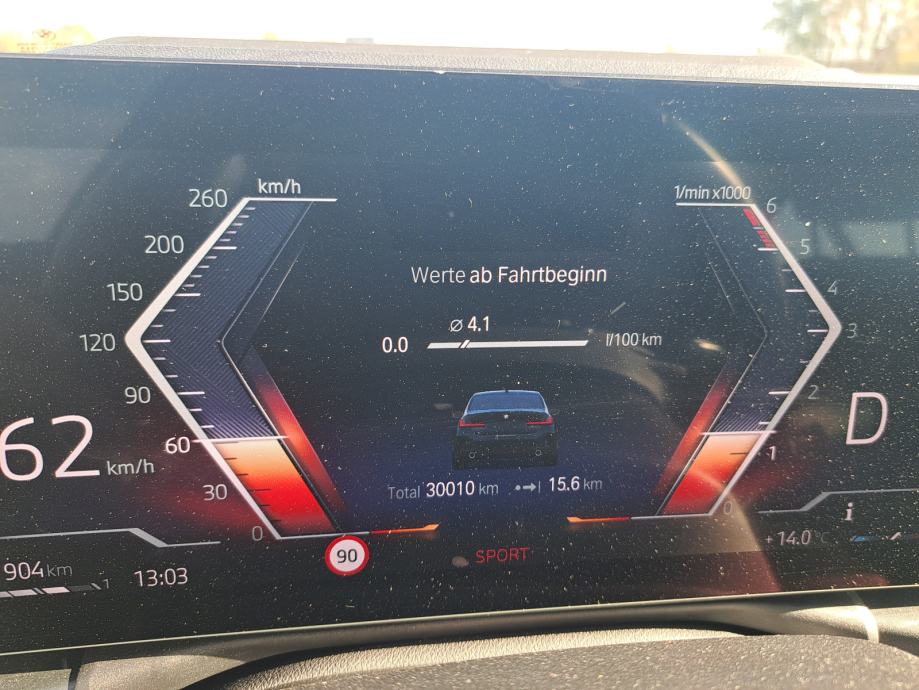 km/h
260
200
150
120
90
60
30
0
62 km/h
904 km
1
13:03
Werte ab Fahrtbeginn
Ø 4.1
0.0
l/100 km
Total 30010 km
15.6 km
90
SPORT
1/min x1000
6
5
4
3
2
1
0
D
i
+14.0 °C